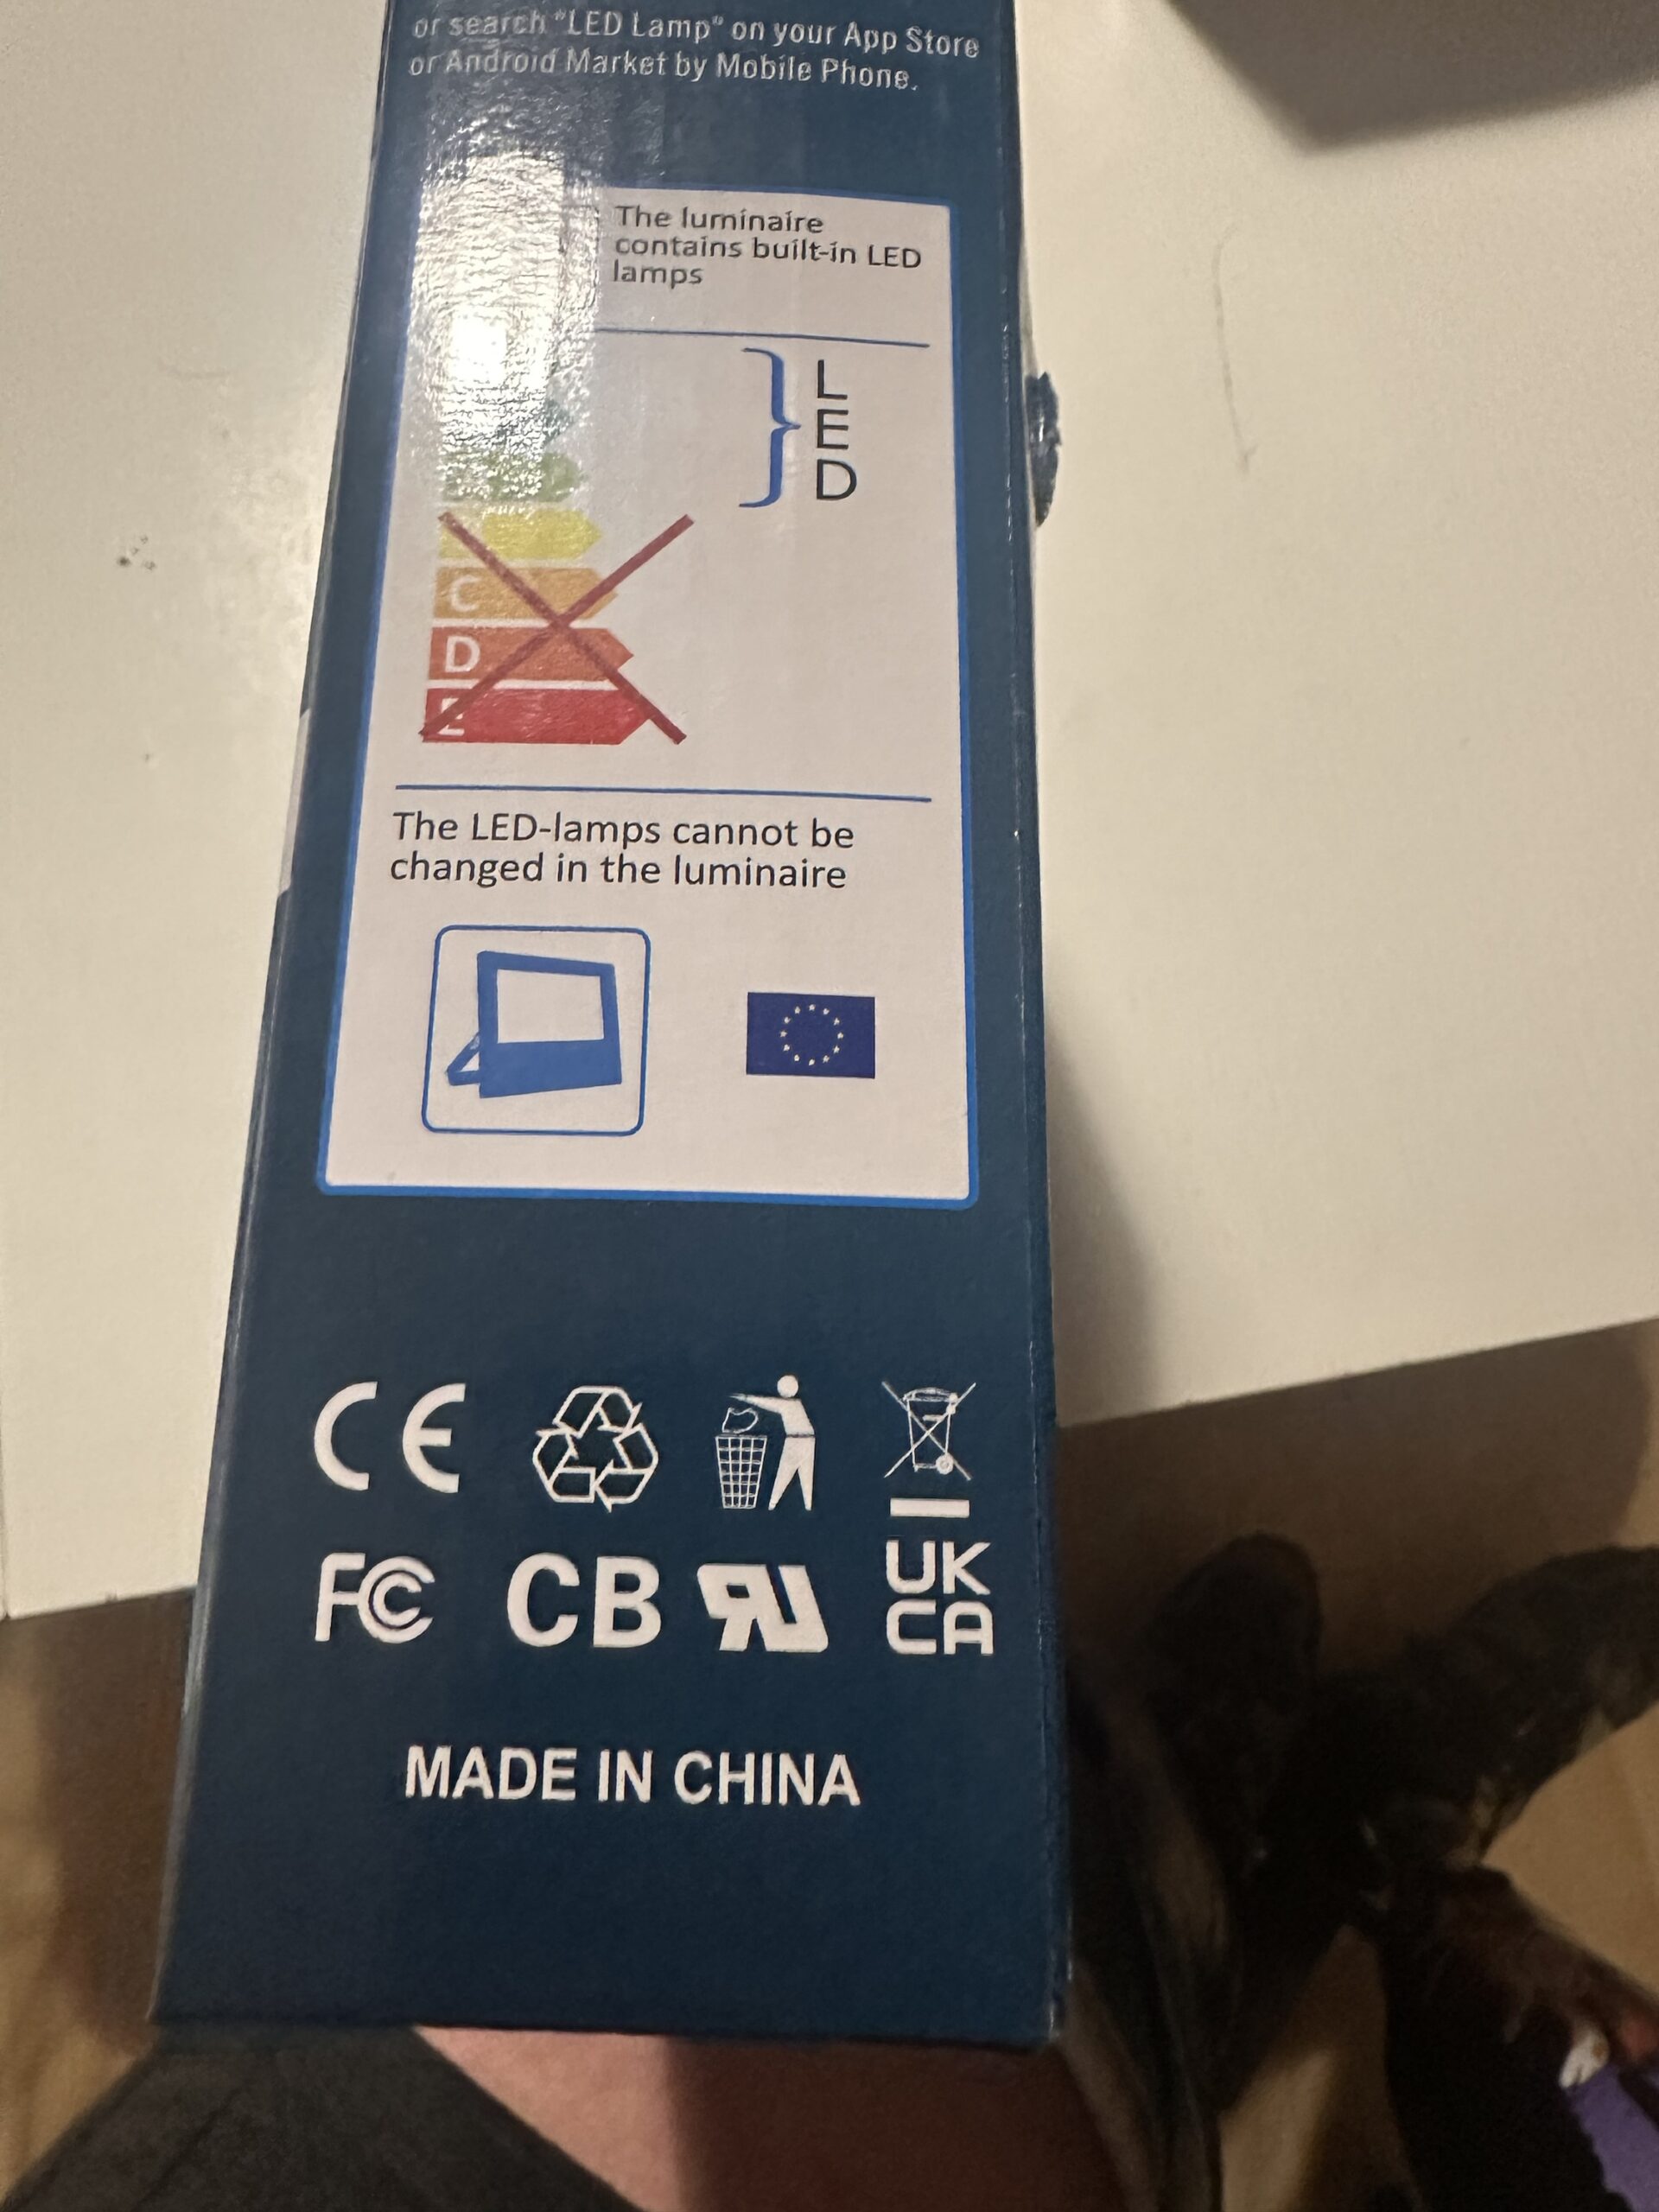 or search "LED Lamp" on your App Store
or Android Market by Mobile Phone.
The luminaire
contains built-in LED
lamps
L
E
D
C
D
E
The LED-lamps cannot be
changed in the luminaire
CE
FC CB RU UK
CA
MADE IN CHINA